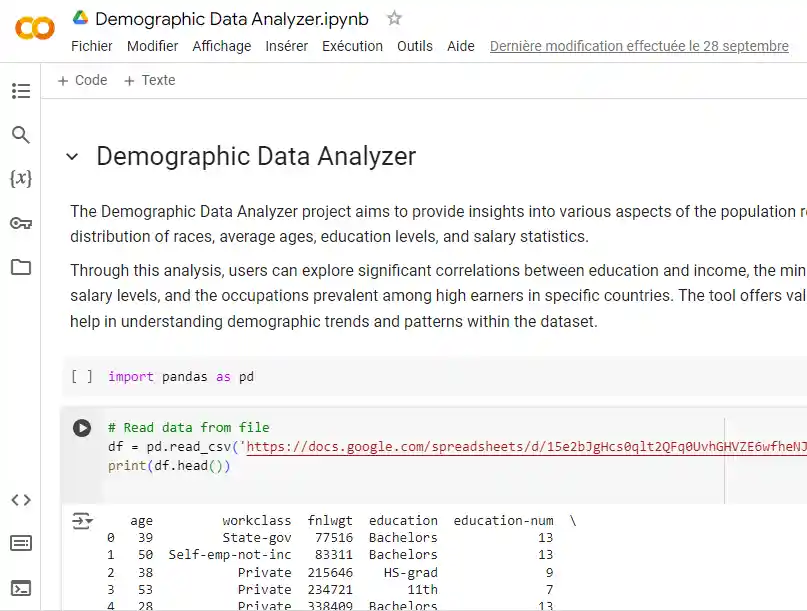 Demographic Data Analyzer.ipynb
Fichier Modifier Affichage Insérer Exécution Outils Aide Dernière modification effectuée le 28 septembre
+ Code + Texte
Demographic Data Analyzer
The Demographic Data Analyzer project aims to provide insights into various aspects of the population
distribution of races, average ages, education levels, and salary statistics.
Through this analysis, users can explore significant correlations between education and income, the
salary levels, and the occupations prevalent among high earners in specific countries. The tool offers
help in understanding demographic trends and patterns within the dataset.
[ ] import pandas as pd
# Read data from file
df = pd.read_csv('https://docs.google.com/spreadsheets/d/15e2bJgHcs0qlt2QFq0UvhGHVZE6wfheNJ
print(df.head())
age workclass fnlwgt education education-num \
0 39 State-gov 77516 Bachelors 13
1 50 Self-emp-not-inc 83311 Bachelors 13
2 38 Private 215646 HS-grad 9
3 53 Private 234721 11th 7
4 28 Private 338409 Bachelors 13